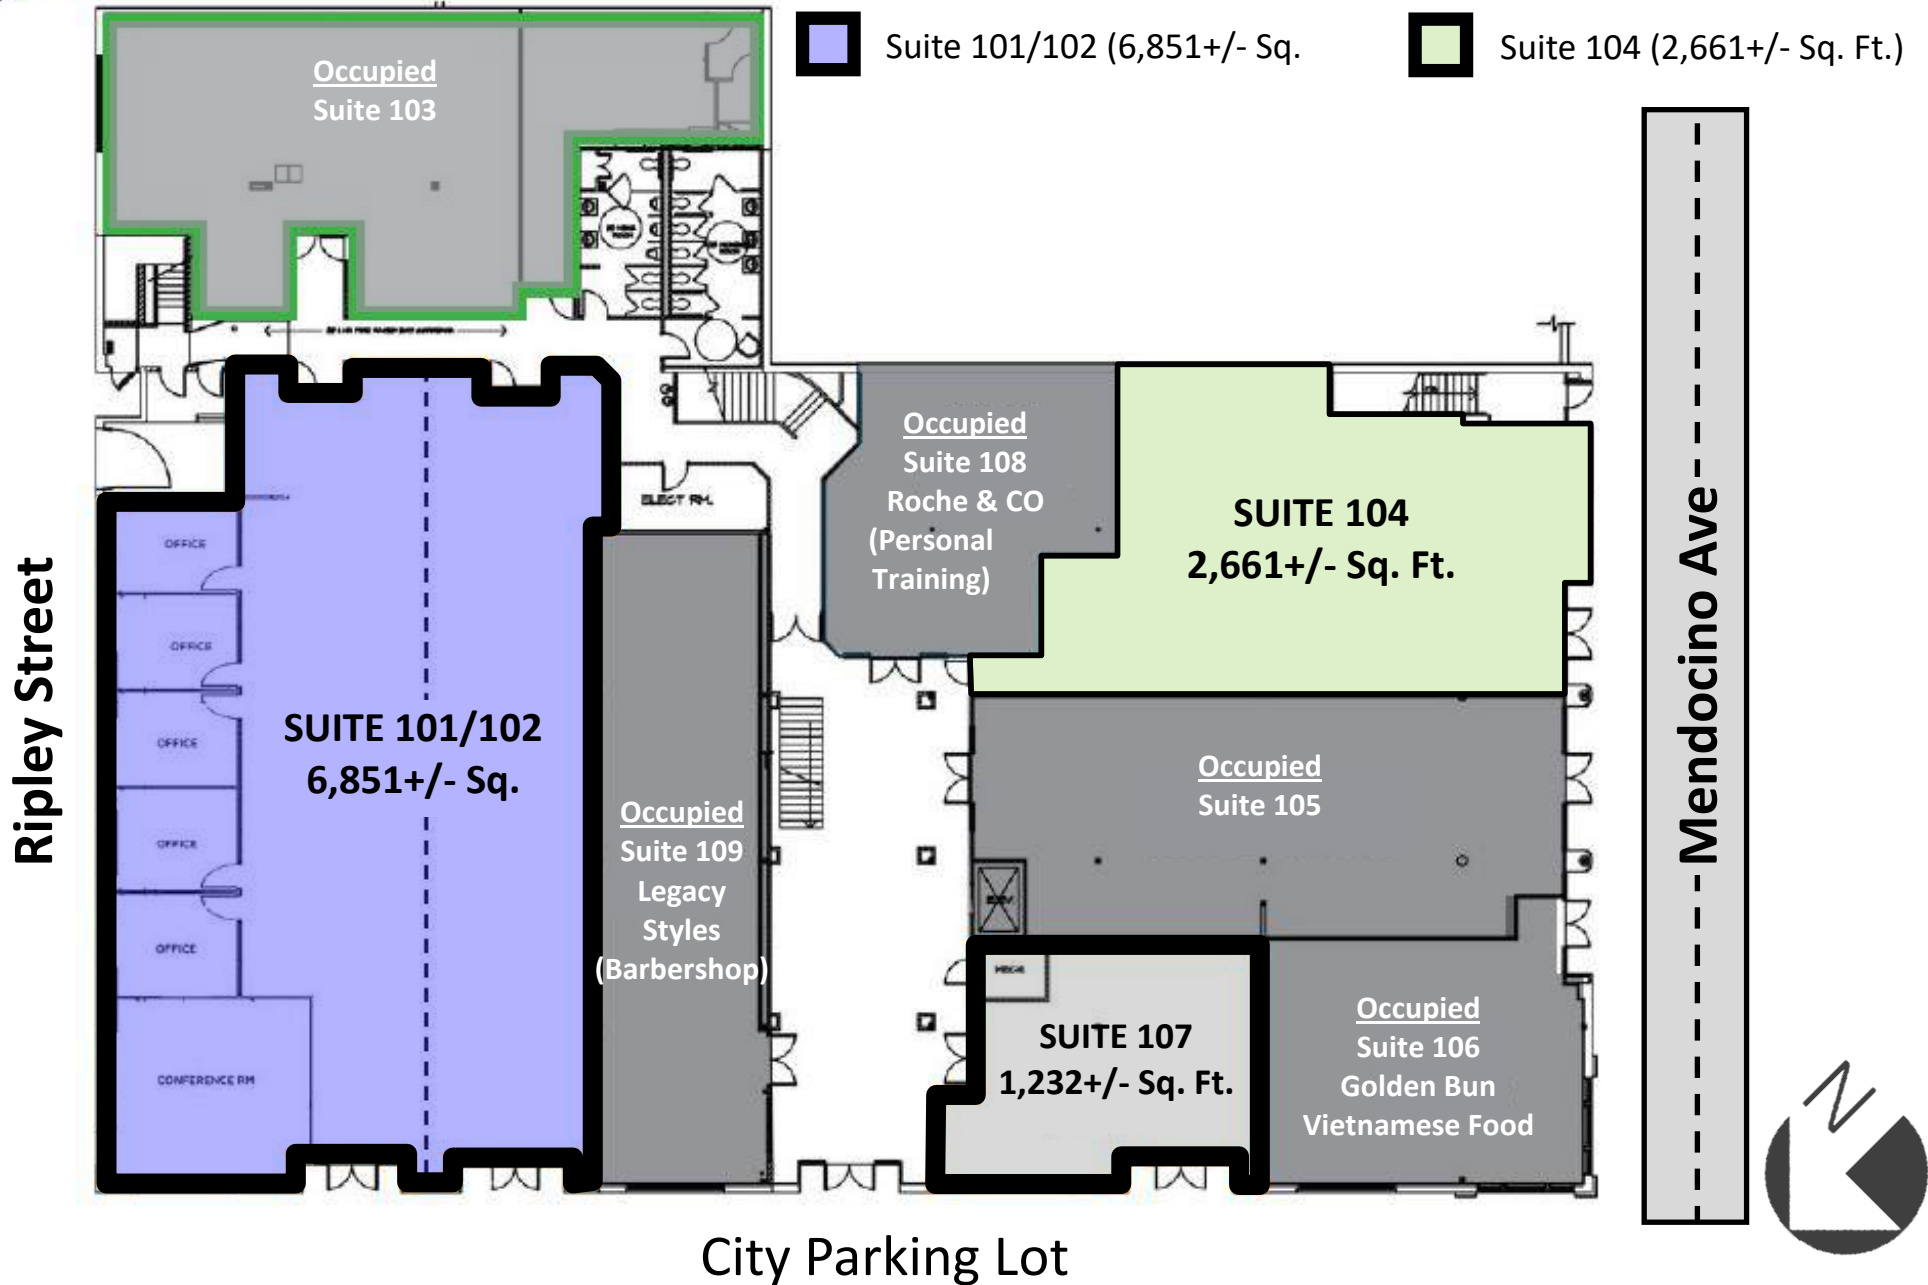 Suite 101/102 (6,851+/- Sq.
Suite 104 (2,661+/- Sq. Ft.)
Occupied
Suite 103
Occupied
Suite 108
Roche & CO
(Personal
Training)
SUITE 104
2,661+/- Sq. Ft.
ELECT RM.
OFFICE
OFFICE
OFFICE
OFFICE
OFFICE
CONFERENCE RM
SUITE 101/102
6,851+/- Sq.
Occupied
Suite 109
Legacy
Styles
(Barbershop)
Occupied
Suite 105
ELEV
MECH
SUITE 107
1,232+/- Sq. Ft.
Occupied
Suite 106
Golden Bun
Vietnamese Food
Ripley Street
Mendocino Ave
City Parking Lot
N